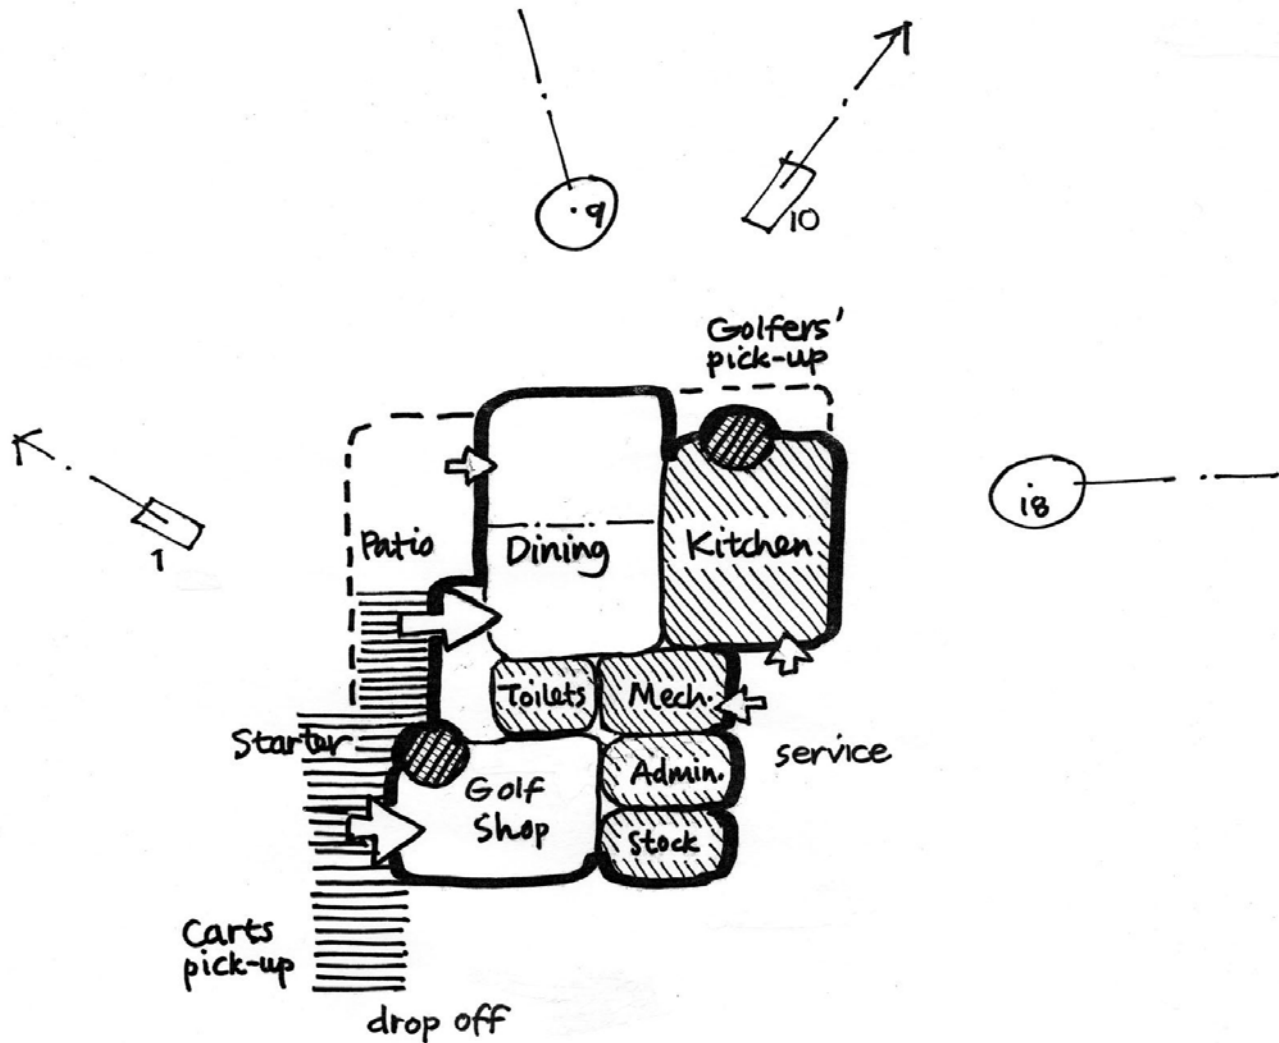 9
10
Golfers'
pick-up
18
1
Patio
Dining
Kitchen
Toilets
Mech.
Starter
service
Admin.
Golf
Shop
Stock
Carts
pick-up
drop off